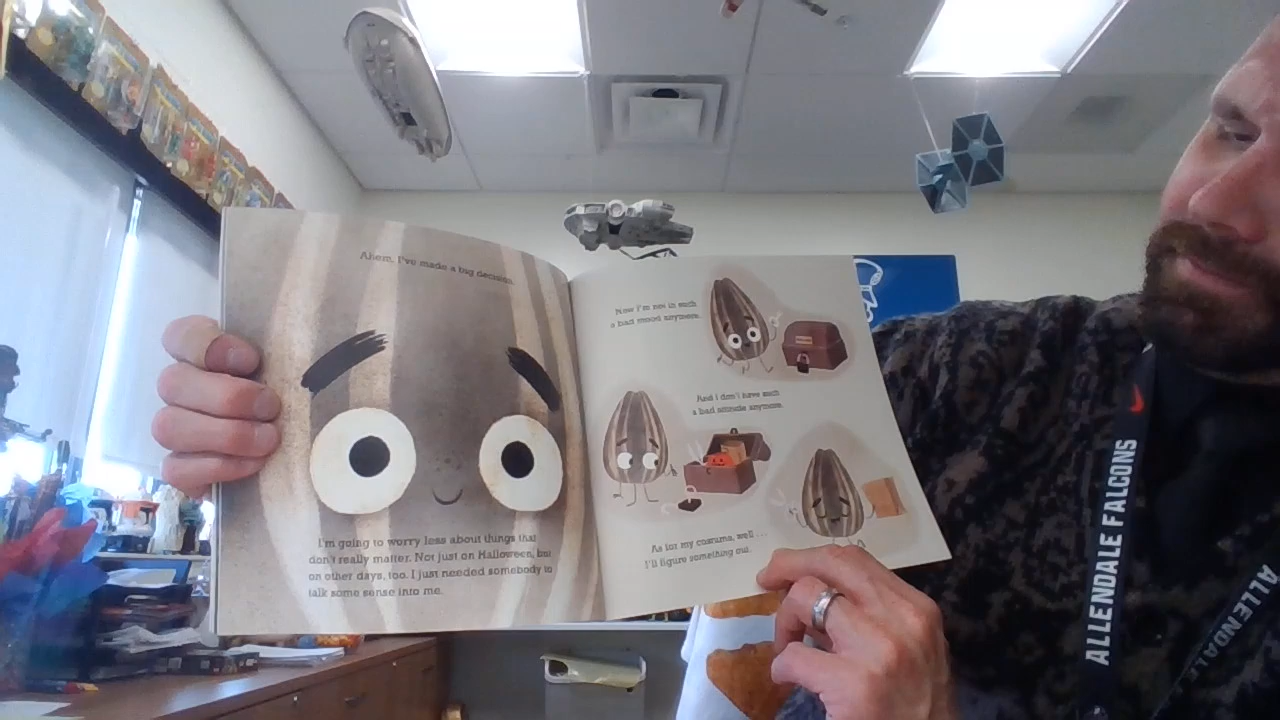 Ahem. I've made a big decision.
I'm going to worry less about things that
don't really matter. Not just on Halloween, but
on other days, too. I just needed somebody to
talk some sense into me.
Now I'm not in such
a bad mood anymore.
And I don't have such
a bad attitude anymore.
As for my costume, well . . .
I'll figure something out.
ALLENDALE FALCONS
ALLENDALE